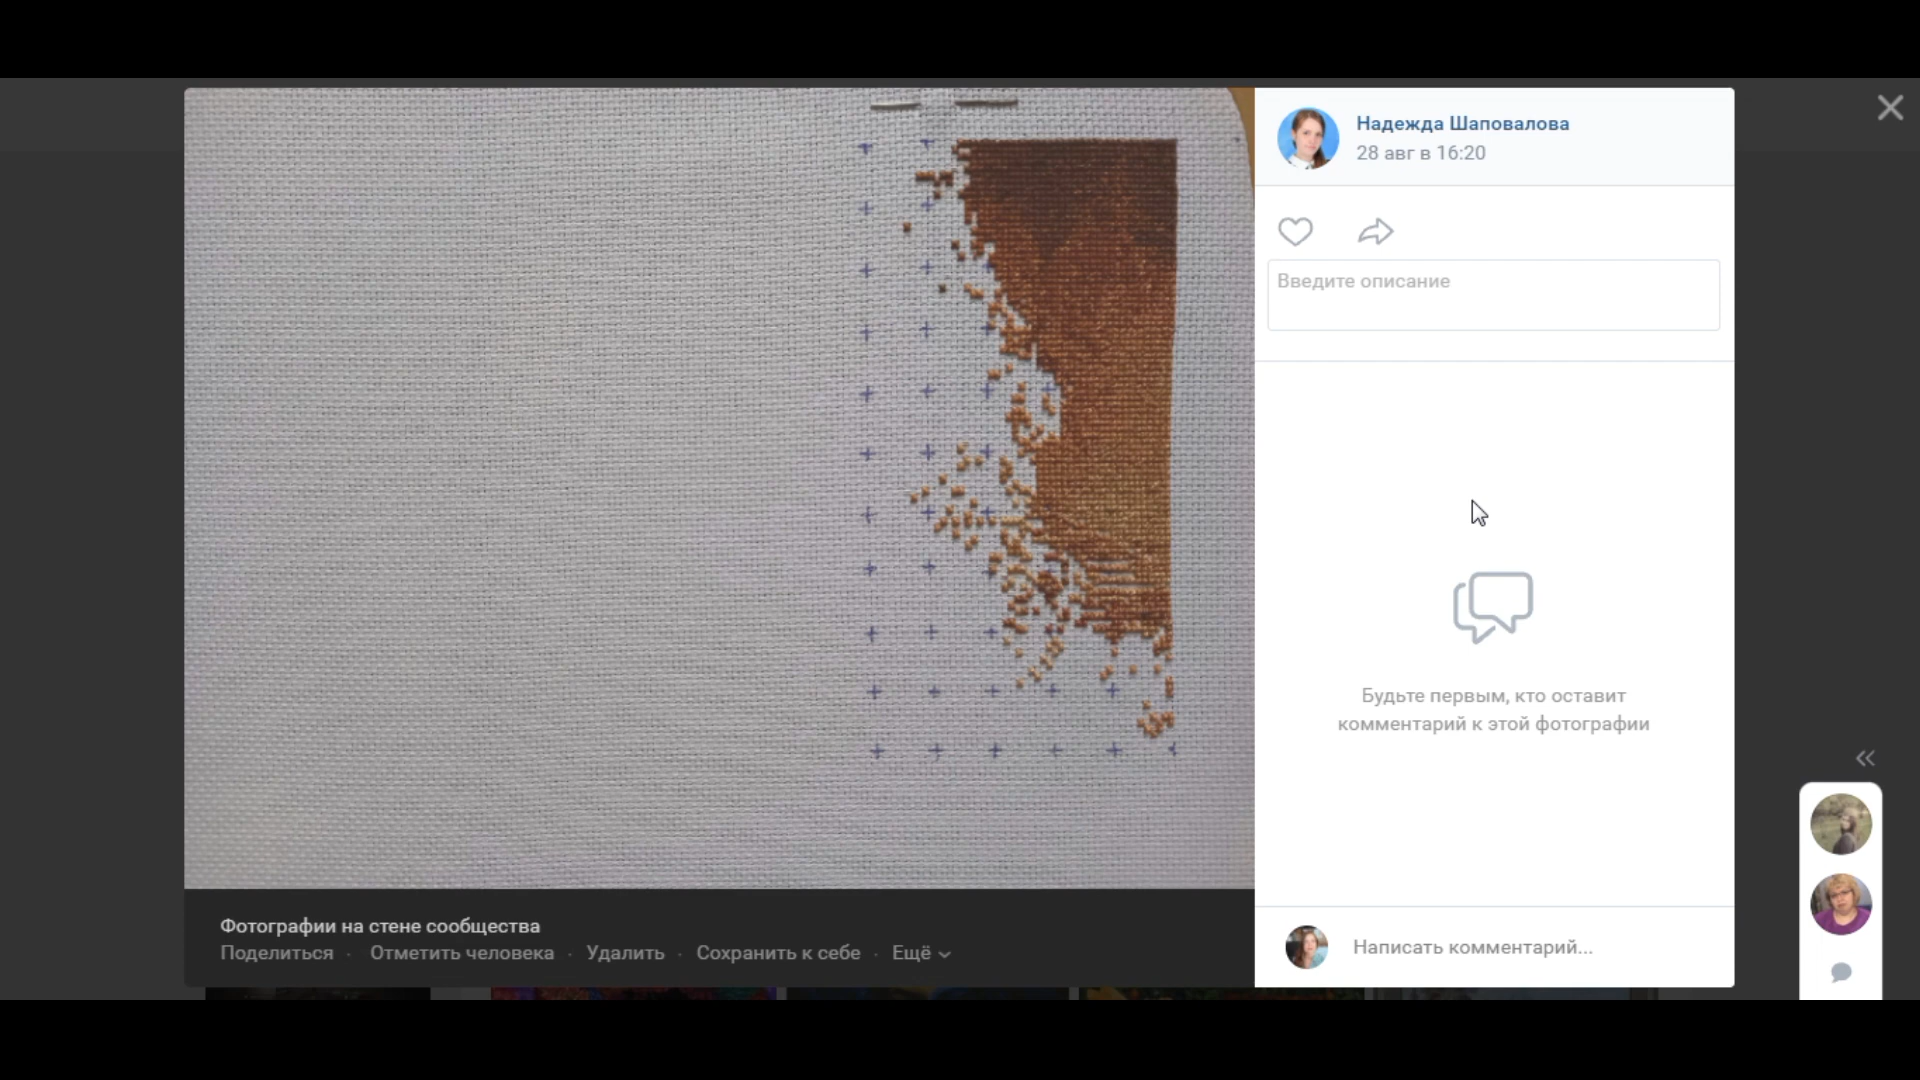 Надежда Шаповалова
28 авг в 16:20
Введите описание
Будьте первым, кто оставит
комментарий к этой фотографии
Фотографии на стене сообщества
Поделиться · Отметить человека · Удалить · Сохранить к себе · Ещё
Написать комментарий...